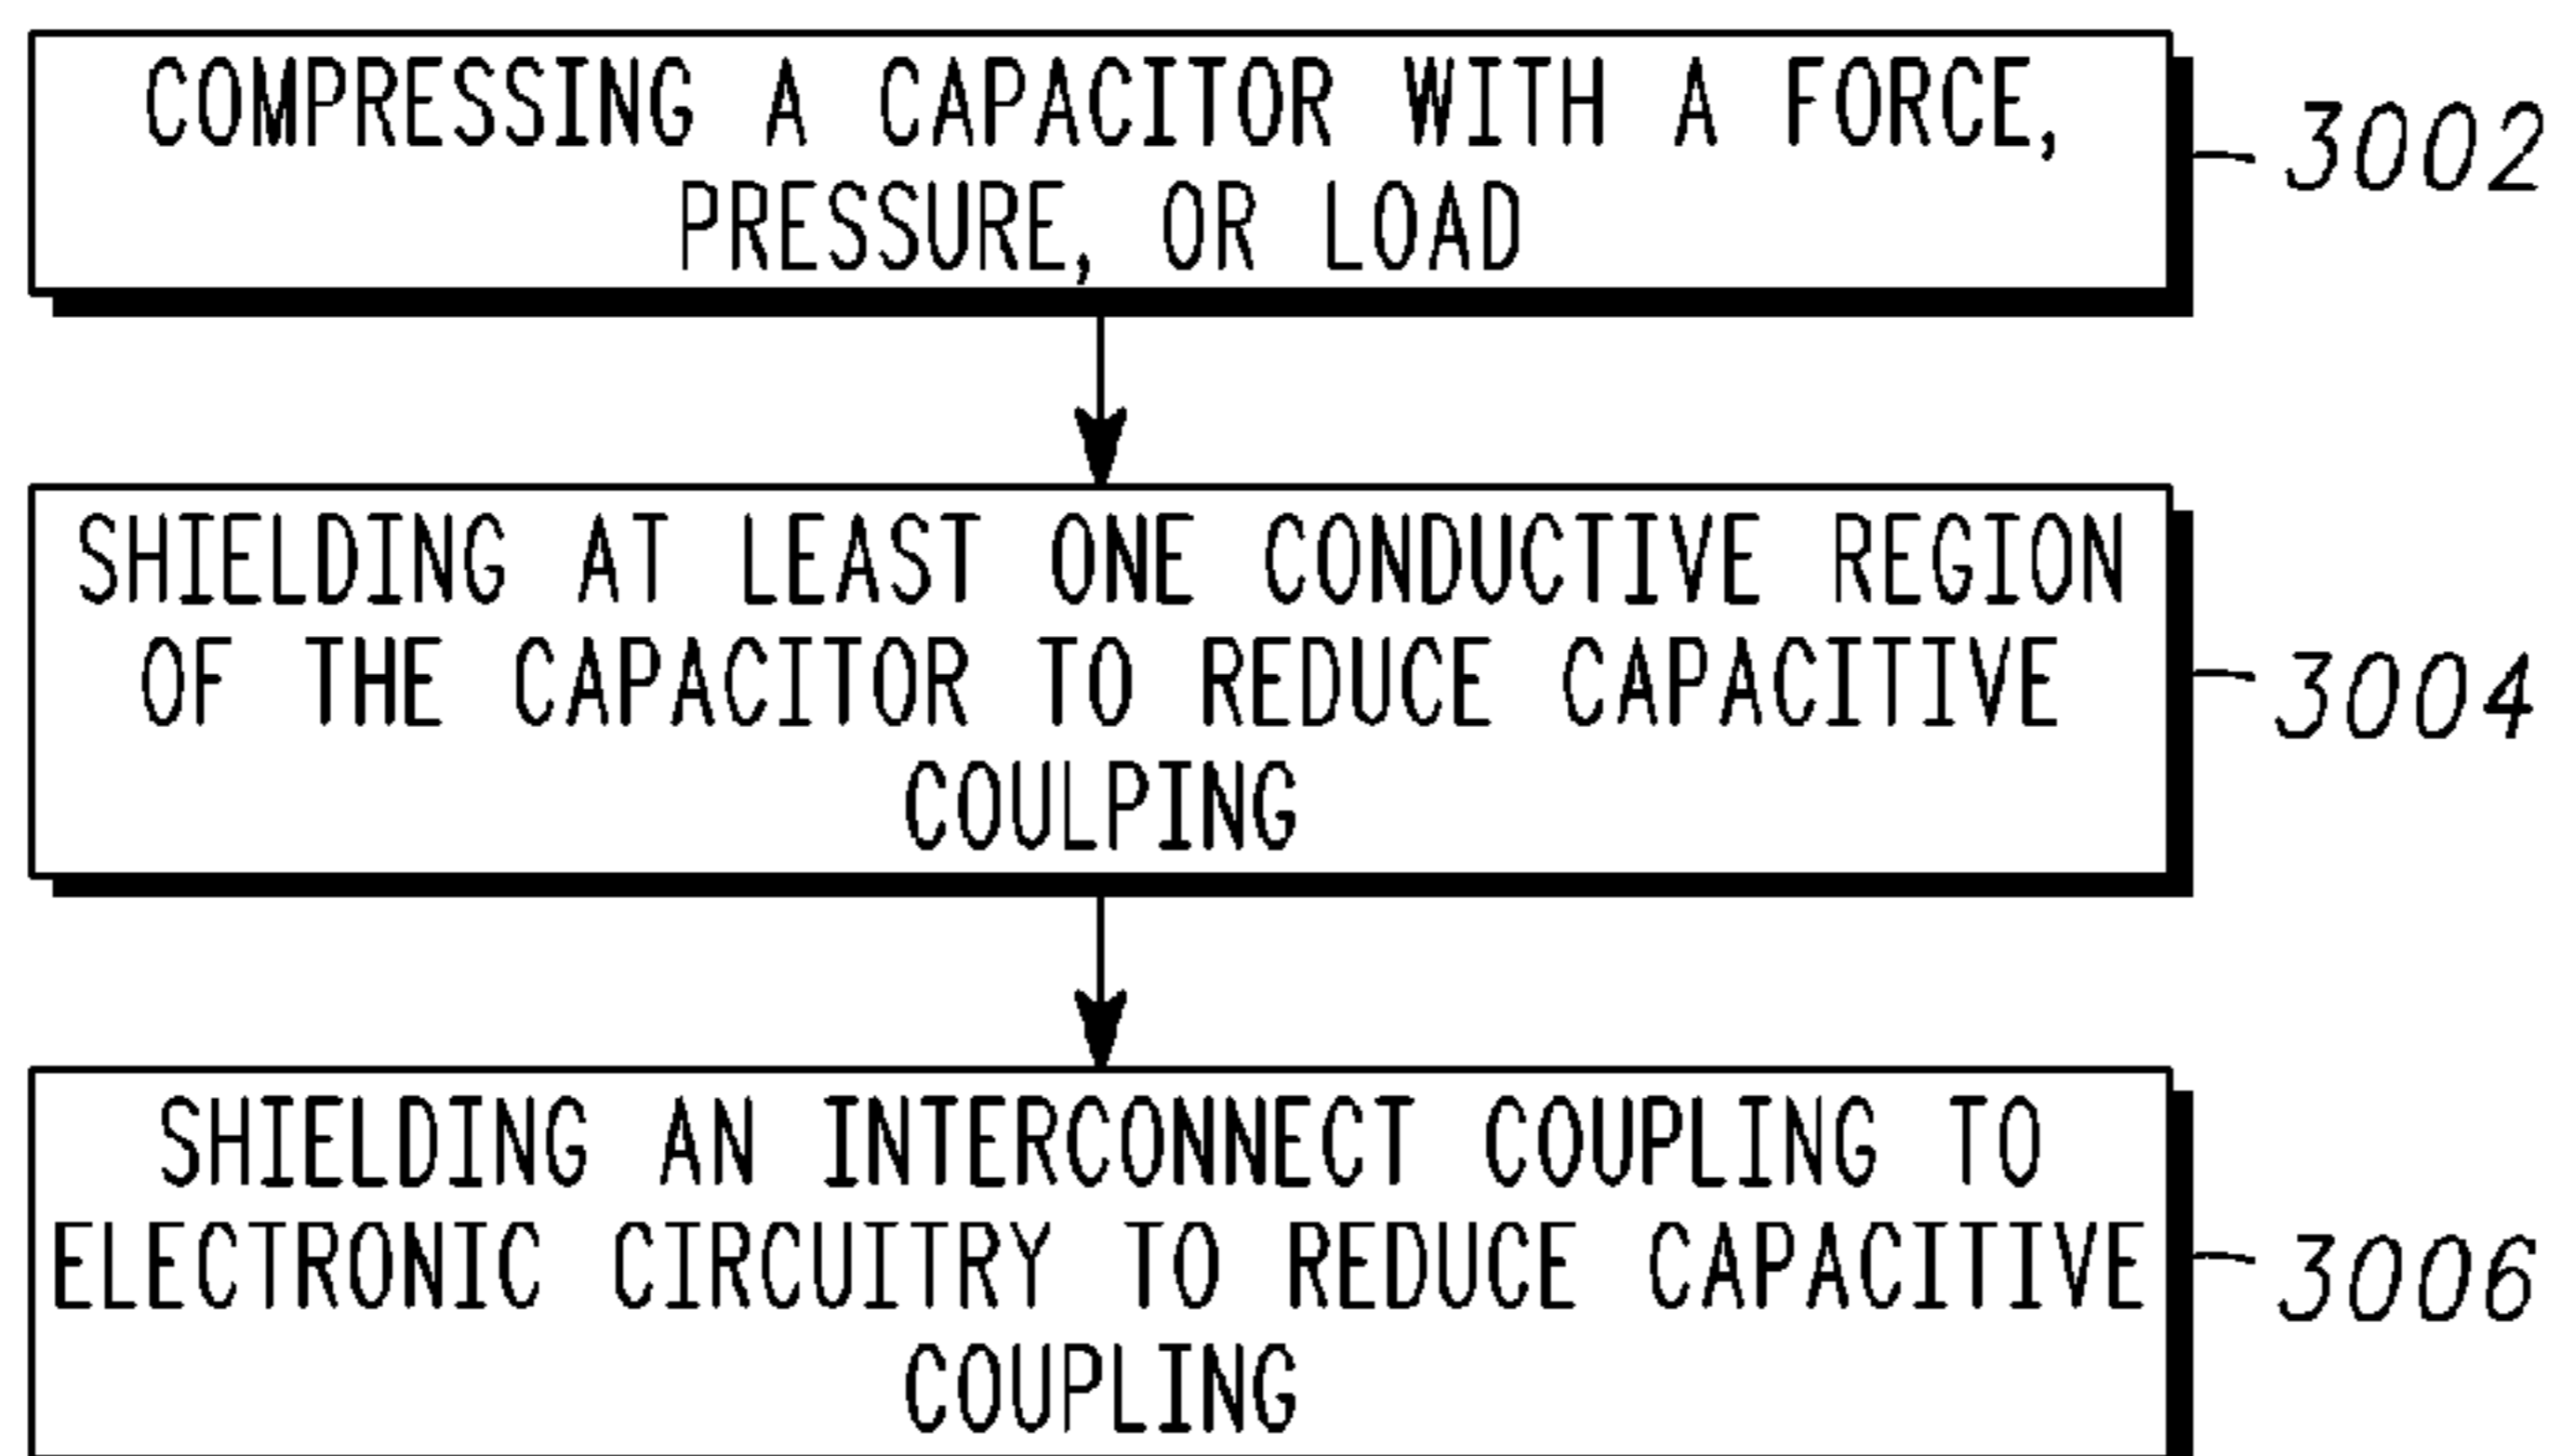 COMPRESSING A CAPACITOR WITH A FORCE,
PRESSURE, OR LOAD
3002
SHIELDING AT LEAST ONE CONDUCTIVE REGION
OF THE CAPACITOR TO REDUCE CAPACITIVE
COULPING
3004
SHIELDING AN INTERCONNECT COUPLING TO
ELECTRONIC CIRCUITRY TO REDUCE CAPACITIVE
COUPLING
3006